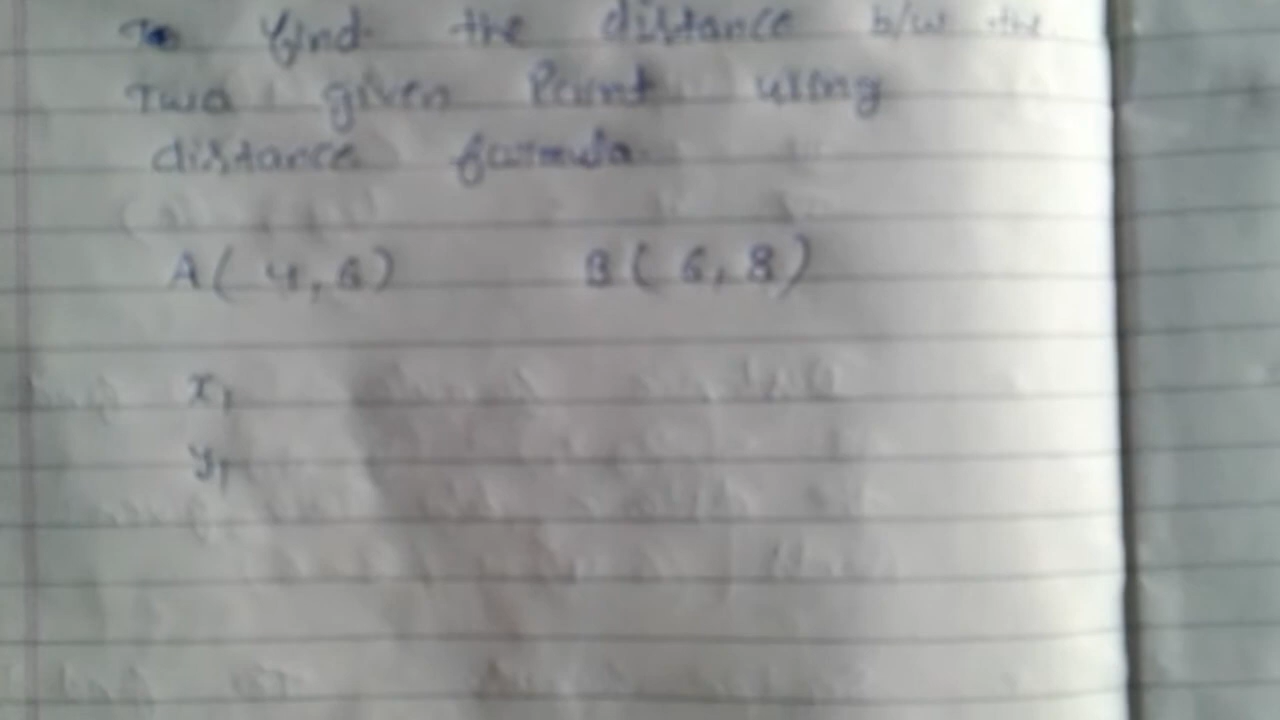 To find the distance b/w the
Two given Point using
distance formula
A( 4, 6) B( 6, 8)
x1
y1